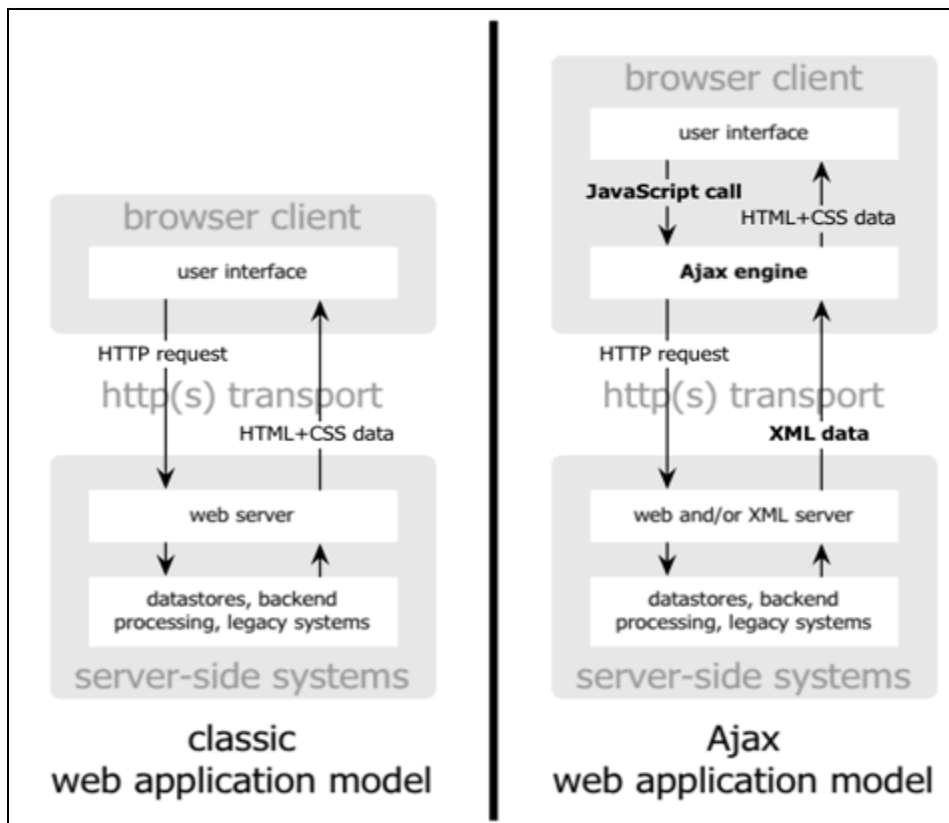 browser client
user interface
HTTP request
http(s) transport
HTML+CSS data
web server
datastores, backend
processing, legacy systems
server-side systems
classic
web application model
browser client
user interface
JavaScript call
HTML+CSS data
Ajax engine
HTTP request
http(s) transport
XML data
web and/or XML server
datastores, backend
processing, legacy systems
server-side systems
Ajax
web application model